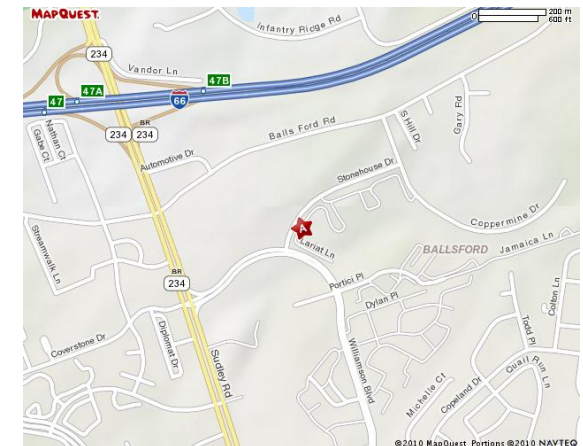 MAPQUEST
Infantry Ridge Rd
0
200 m
600 ft
234
Vandor Ln
47B
47A
47
66
Nathan Ct
Gabe Ct
BR
234
234
Balls Ford Rd
S Hill Dr
Gary Rd
Automotive Dr
Stonehouse Dr
Coppermine Dr
Streamwalk Ln
A
Lariat Ln
BALLSFORD
Jamaica Ln
BR
234
Portici Pl
Dylan Pl
Colton Ln
Todd Pl
Diplomat Dr
Coverstone Dr
Sudley Rd
Williamson Blvd
Michelle Ct
Copeland Dr
Quail Run Ln
©2010 MapQuest Portions ©2010 NAVTEQ